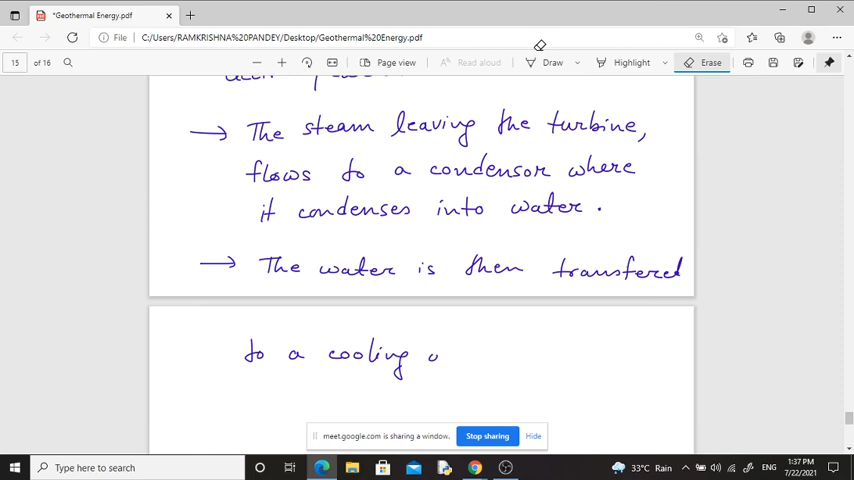 *Geothermal Energy.pdf
File C:/Users/RAMKRISHNA%20PANDEY/Desktop/Geothermal%20Energy.pdf
15 of 16 Page view Read aloud Draw Highlight Erase
→ The steam leaving the turbine,
flows to a condensor where
it condenses into water.
→ The water is then transfered
to a cooling
meet.google.com is sharing a window. Stop sharing Hide
Type here to search
33°C Rain ENG 1:37 PM
7/22/2021